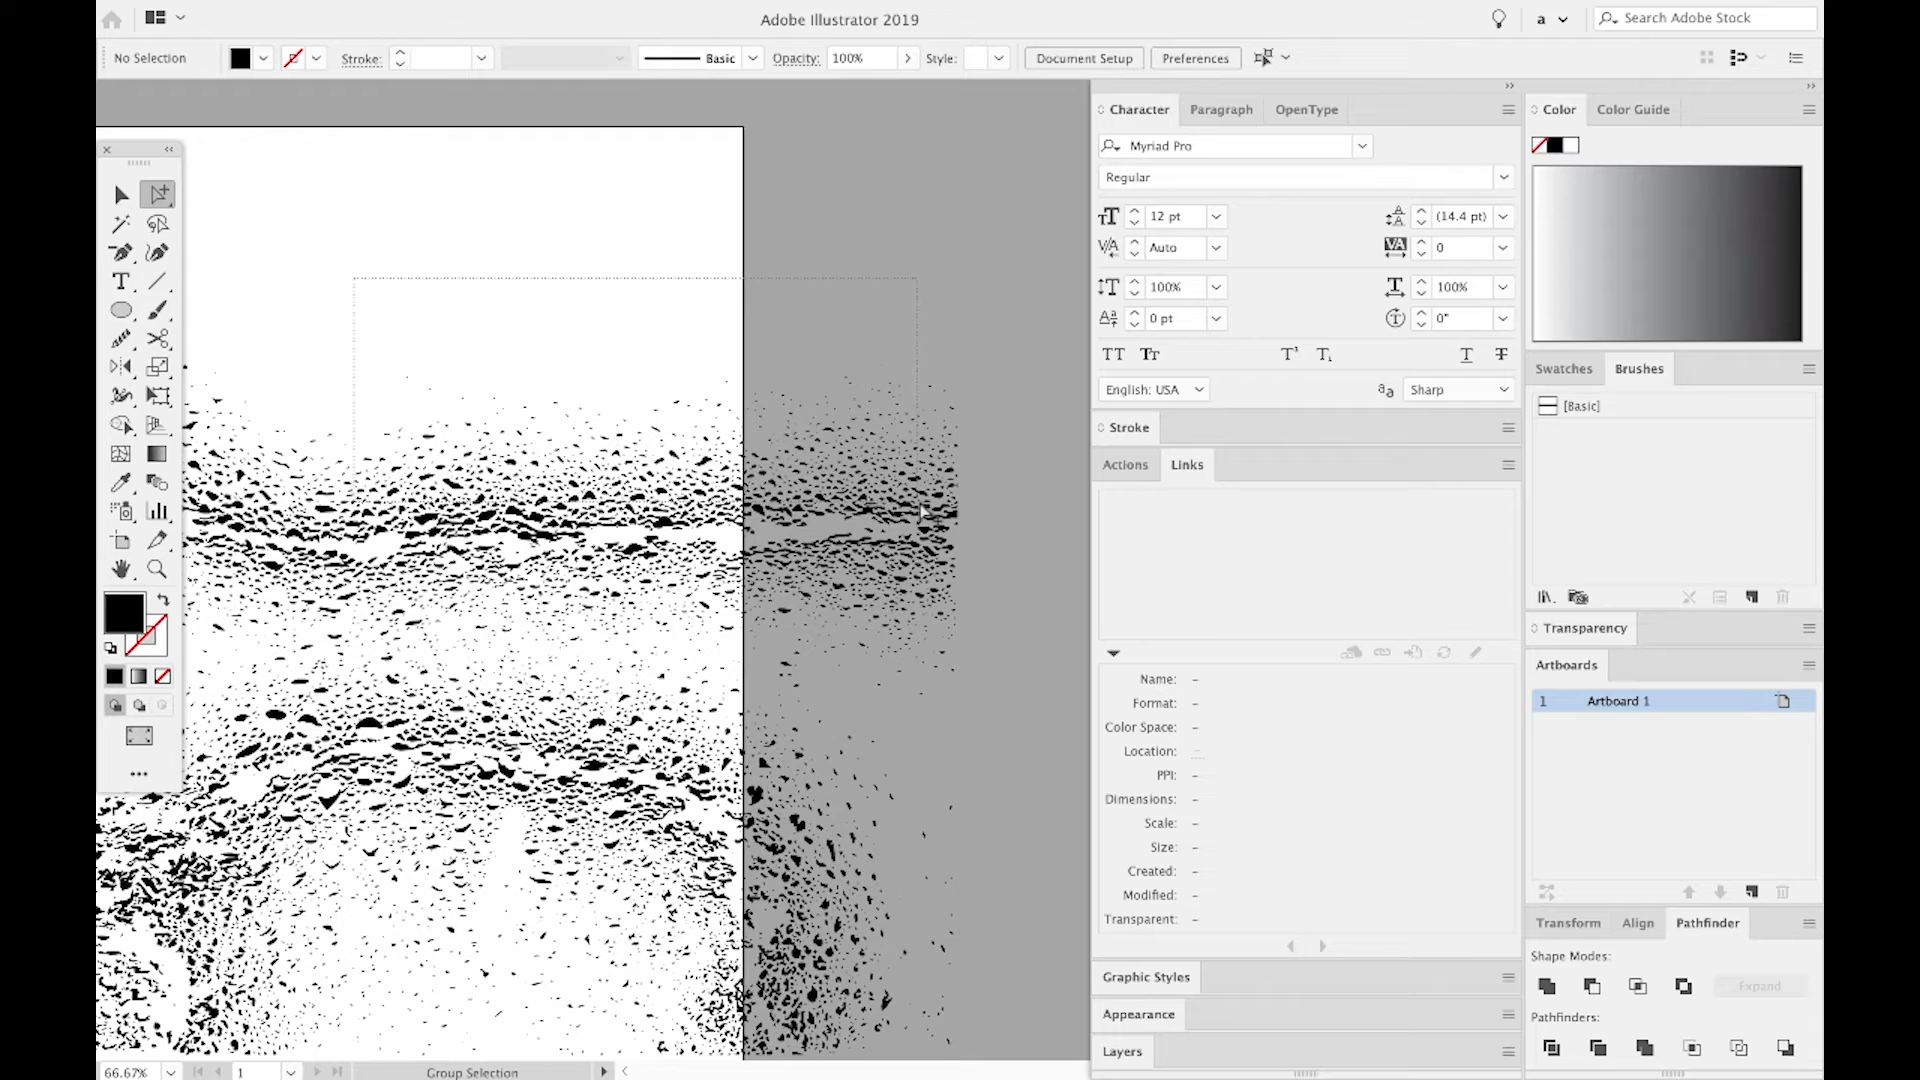 Adobe Illustrator 2019
a
Search Adobe Stock
No Selection
Stroke:
Basic
Opacity:
100%
Style:
Document Setup
Preferences
Character
Paragraph
OpenType
Myriad Pro
Regular
12 pt
(14.4 pt)
Auto
0
100%
100%
0 pt
0°
English: USA
Sharp
Stroke
Actions
Links
Name: –
Format: –
Color Space: –
Location:
PPI: –
Dimensions: –
Scale: –
Size: –
Created: –
Modified: –
Transparent: –
Graphic Styles
Appearance
Layers
Color
Color Guide
Swatches
Brushes
[Basic]
Transparency
Artboards
1 Artboard 1
Transform
Align
Pathfinder
Shape Modes:
Expand
Pathfinders:
66.67%
1
Group Selection